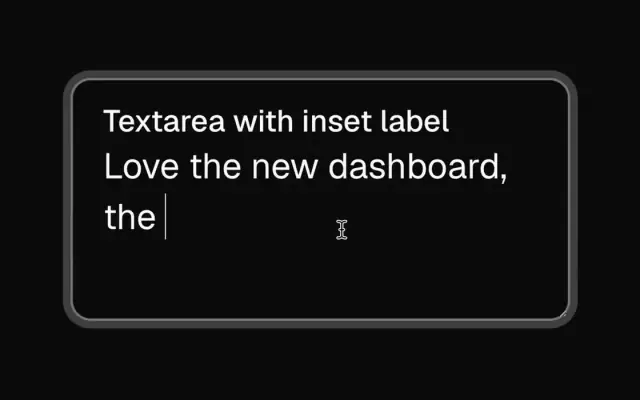 Textarea with inset label
Love the new dashboard,
the